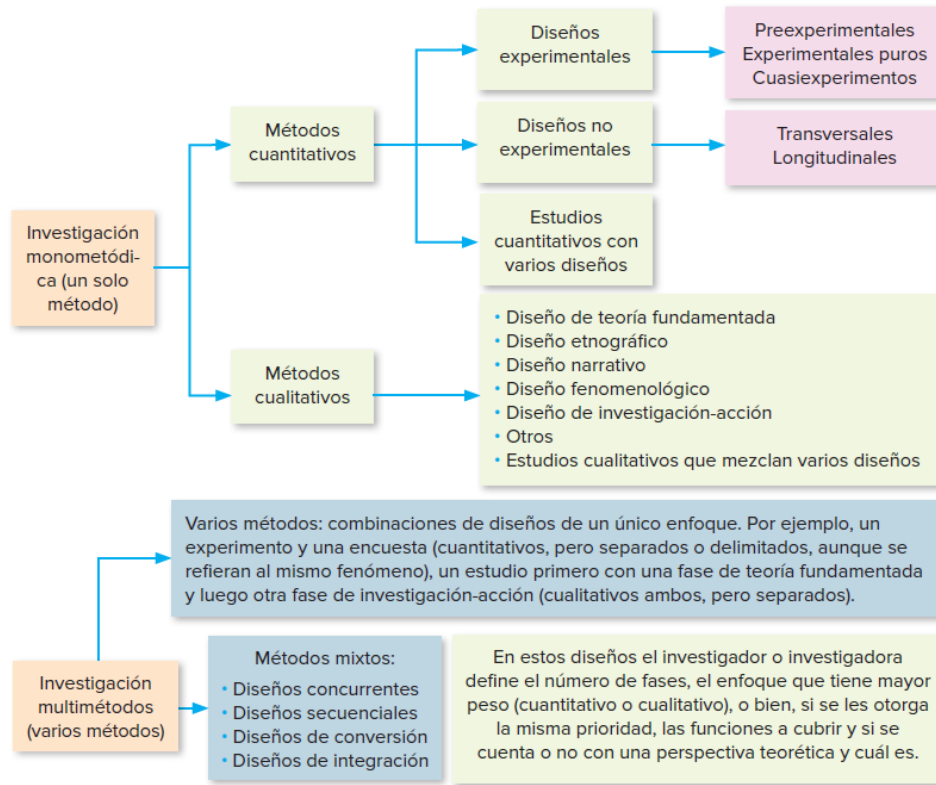 Diseños
experimentales
Preexperimentales
Experimentales puros
Cuasiexperimentos
Métodos
cuantitativos
Diseños no
experimentales
Transversales
Longitudinales
Estudios
cuantitativos con
varios diseños
Investigación
monometódi-
ca (un solo
método)
Métodos
cualitativos
• Diseño de teoría fundamentada
• Diseño etnográfico
• Diseño narrativo
• Diseño fenomenológico
• Diseño de investigación-acción
• Otros
• Estudios cualitativos que mezclan varios diseños
Varios métodos: combinaciones de diseños de un único enfoque. Por ejemplo, un
experimento y una encuesta (cuantitativos, pero separados o delimitados, aunque se
refieran al mismo fenómeno), un estudio primero con una fase de teoría fundamentada
y luego otra fase de investigación-acción (cualitativos ambos, pero separados).
Investigación
multimétodos
(varios métodos)
Métodos mixtos:
• Diseños concurrentes
• Diseños secuenciales
• Diseños de conversión
• Diseños de integración
En estos diseños el investigador o investigadora
define el número de fases, el enfoque que tiene mayor
peso (cuantitativo o cualitativo), o bien, si se les otorga
la misma prioridad, las funciones a cubrir y si se
cuenta o no con una perspectiva teorética y cuál es.